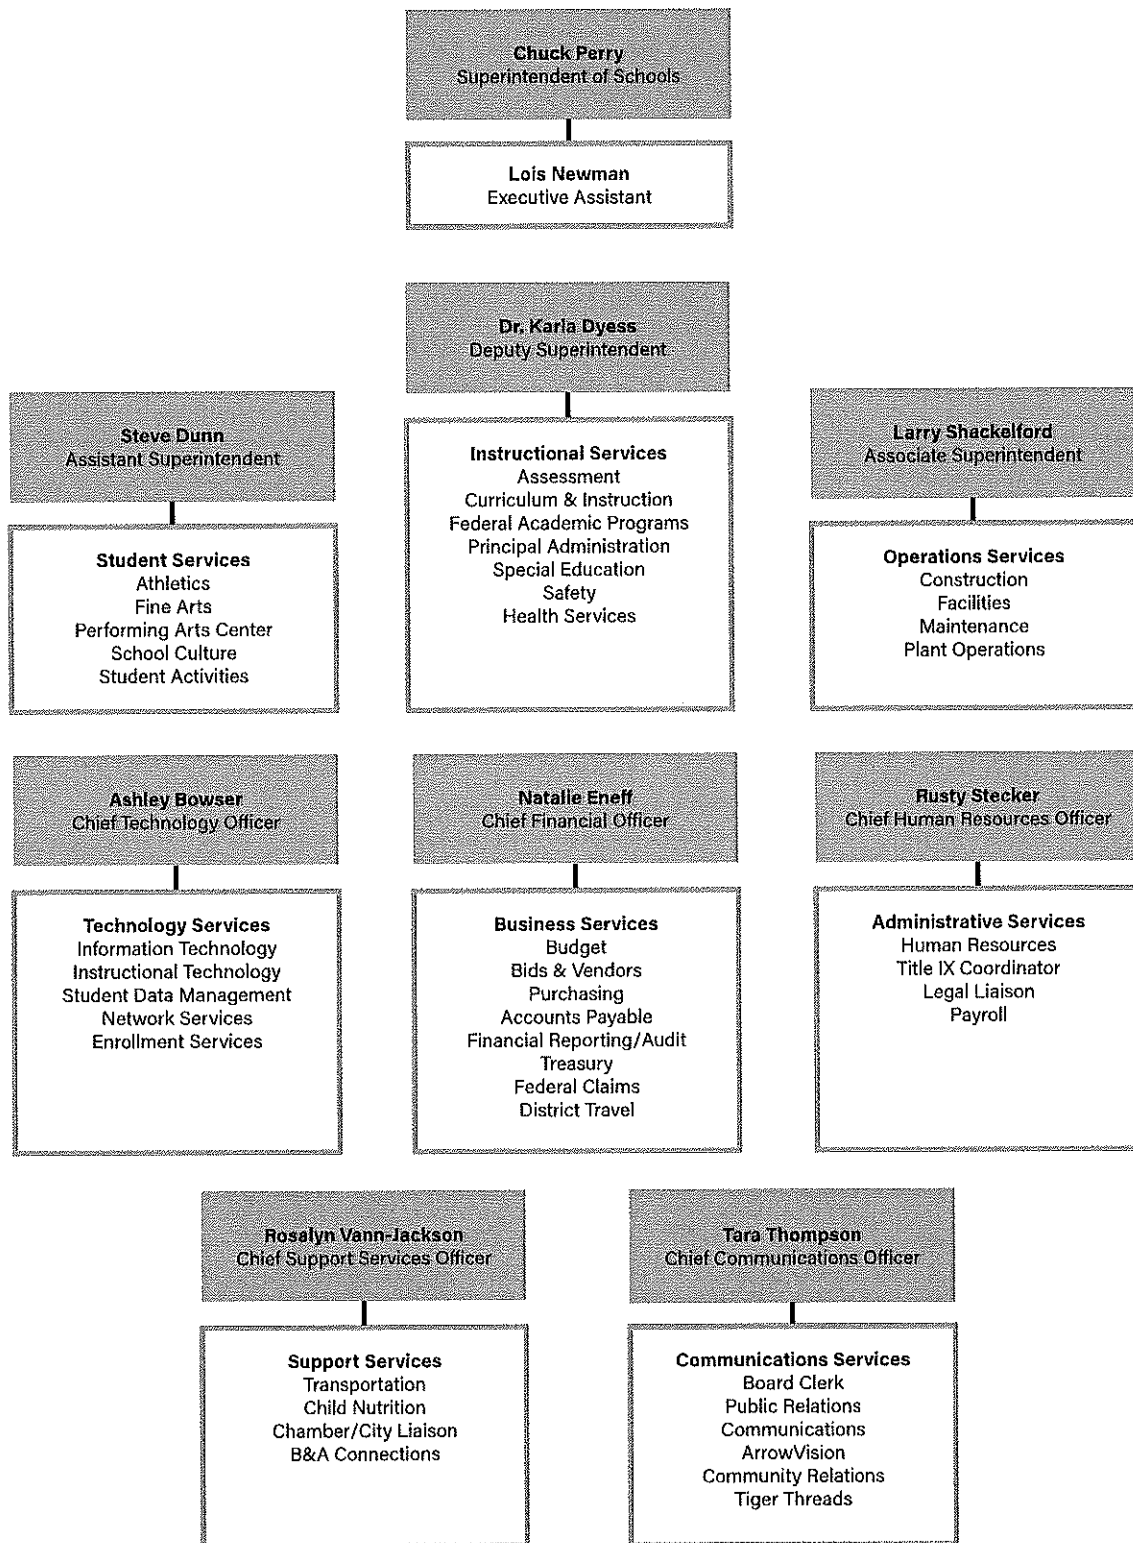 Chuck Perry
Superintendent of Schools
Lois Newman
Executive Assistant
Dr. Karla Dyess
Deputy Superintendent
Instructional Services
Assessment
Curriculum & Instruction
Federal Academic Programs
Principal Administration
Special Education
Safety
Health Services
Steve Dunn
Assistant Superintendent
Student Services
Athletics
Fine Arts
Performing Arts Center
School Culture
Student Activities
Larry Shackelford
Associate Superintendent
Operations Services
Construction
Facilities
Maintenance
Plant Operations
Ashley Bowser
Chief Technology Officer
Technology Services
Information Technology
Instructional Technology
Student Data Management
Network Services
Enrollment Services
Natalie Eneff
Chief Financial Officer
Business Services
Budget
Bids & Vendors
Purchasing
Accounts Payable
Financial Reporting/Audit
Treasury
Federal Claims
District Travel
Rusty Stecker
Chief Human Resources Officer
Administrative Services
Human Resources
Title IX Coordinator
Legal Liaison
Payroll
Rosalyn Vann-Jackson
Chief Support Services Officer
Support Services
Transportation
Child Nutrition
Chamber/City Liaison
B&A Connections
Tara Thompson
Chief Communications Officer
Communications Services
Board Clerk
Public Relations
Communications
ArrowVision
Community Relations
Tiger Threads